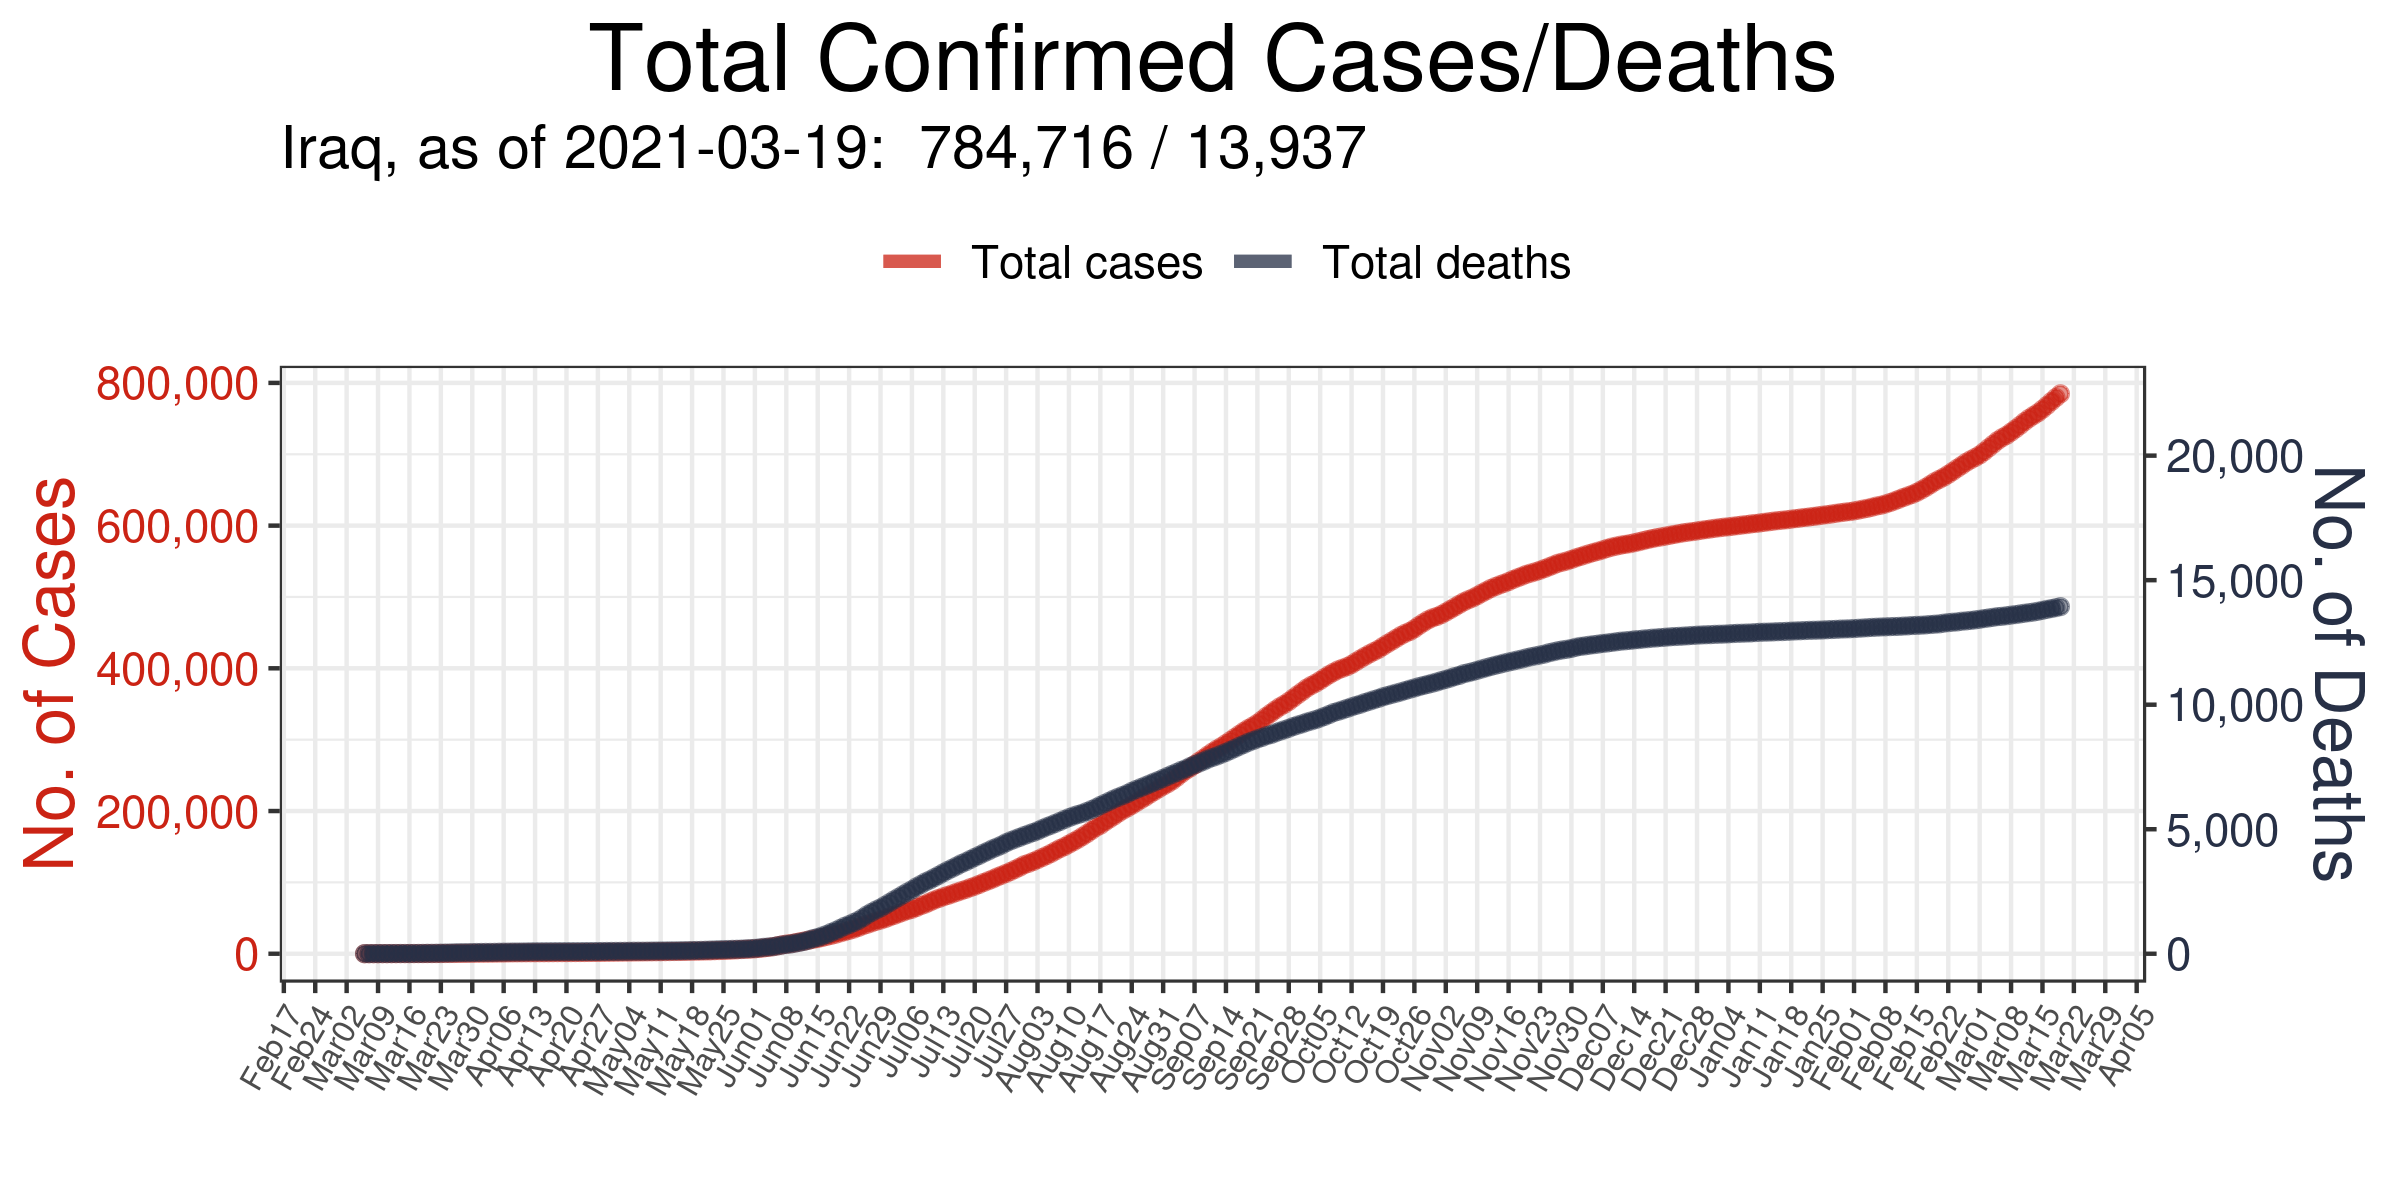 Total Confirmed Cases/Deaths
Iraq, as of 2021-03-19:  784,716 / 13,937
Total cases
Total deaths
No. of Cases
800,000
600,000
400,000
200,000
0
20,000
15,000
10,000
5,000
0
No. of Deaths
Feb17
Feb24
Mar02
Mar09
Mar16
Mar23
Mar30
Apr06
Apr13
Apr20
Apr27
May04
May11
May18
May25
Jun01
Jun08
Jun15
Jun22
Jun29
Jul06
Jul13
Jul20
Jul27
Aug03
Aug10
Aug17
Aug24
Aug31
Sep07
Sep14
Sep21
Sep28
Oct05
Oct12
Oct19
Oct26
Nov02
Nov09
Nov16
Nov23
Nov30
Dec07
Dec14
Dec21
Dec28
Jan04
Jan11
Jan18
Jan25
Feb01
Feb08
Feb15
Feb22
Mar01
Mar08
Mar15
Mar22
Mar29
Apr05